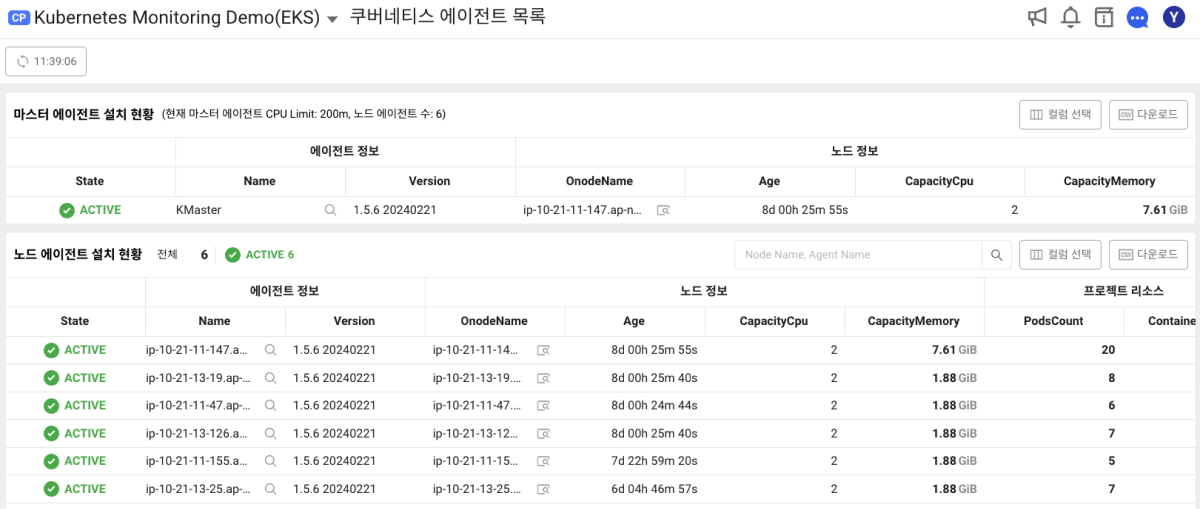 CP Kubernetes Monitoring Demo(EKS) 쿠버네티스 에이전트 목록 Y
11:39:06
마스터 에이전트 설치 현황 (현재 마스터 에이전트 CPU Limit: 200m, 노드 에이전트 수: 6) 컬럼 선택 CSV 다운로드
에이전트 정보 노드 정보
State Name Version OnodeName Age CapacityCpu CapacityMemory
ACTIVE KMaster 1.5.6 20240221 ip-10-21-11-147.ap-n... 8d 00h 25m 55s 2 7.61 GiB
노드 에이전트 설치 현황 전체 6 ACTIVE 6 Node Name, Agent Name 컬럼 선택 CSV 다운로드
에이전트 정보 노드 정보 프로젝트 리소스
State Name Version OnodeName Age CapacityCpu CapacityMemory PodsCount Containe
ACTIVE ip-10-21-11-147.a... 1.5.6 20240221 ip-10-21-11-14... 8d 00h 25m 55s 2 7.61 GiB 20
ACTIVE ip-10-21-13-19.ap-... 1.5.6 20240221 ip-10-21-13-19.... 8d 00h 25m 40s 2 1.88 GiB 8
ACTIVE ip-10-21-11-47.ap-... 1.5.6 20240221 ip-10-21-11-47.... 8d 00h 24m 44s 2 1.88 GiB 6
ACTIVE ip-10-21-13-126.a... 1.5.6 20240221 ip-10-21-13-12... 8d 00h 25m 40s 2 1.88 GiB 7
ACTIVE ip-10-21-11-155.a... 1.5.6 20240221 ip-10-21-11-15... 7d 22h 59m 20s 2 1.88 GiB 5
ACTIVE ip-10-21-13-25.ap-... 1.5.6 20240221 ip-10-21-13-25.... 6d 04h 46m 57s 2 1.88 GiB 7